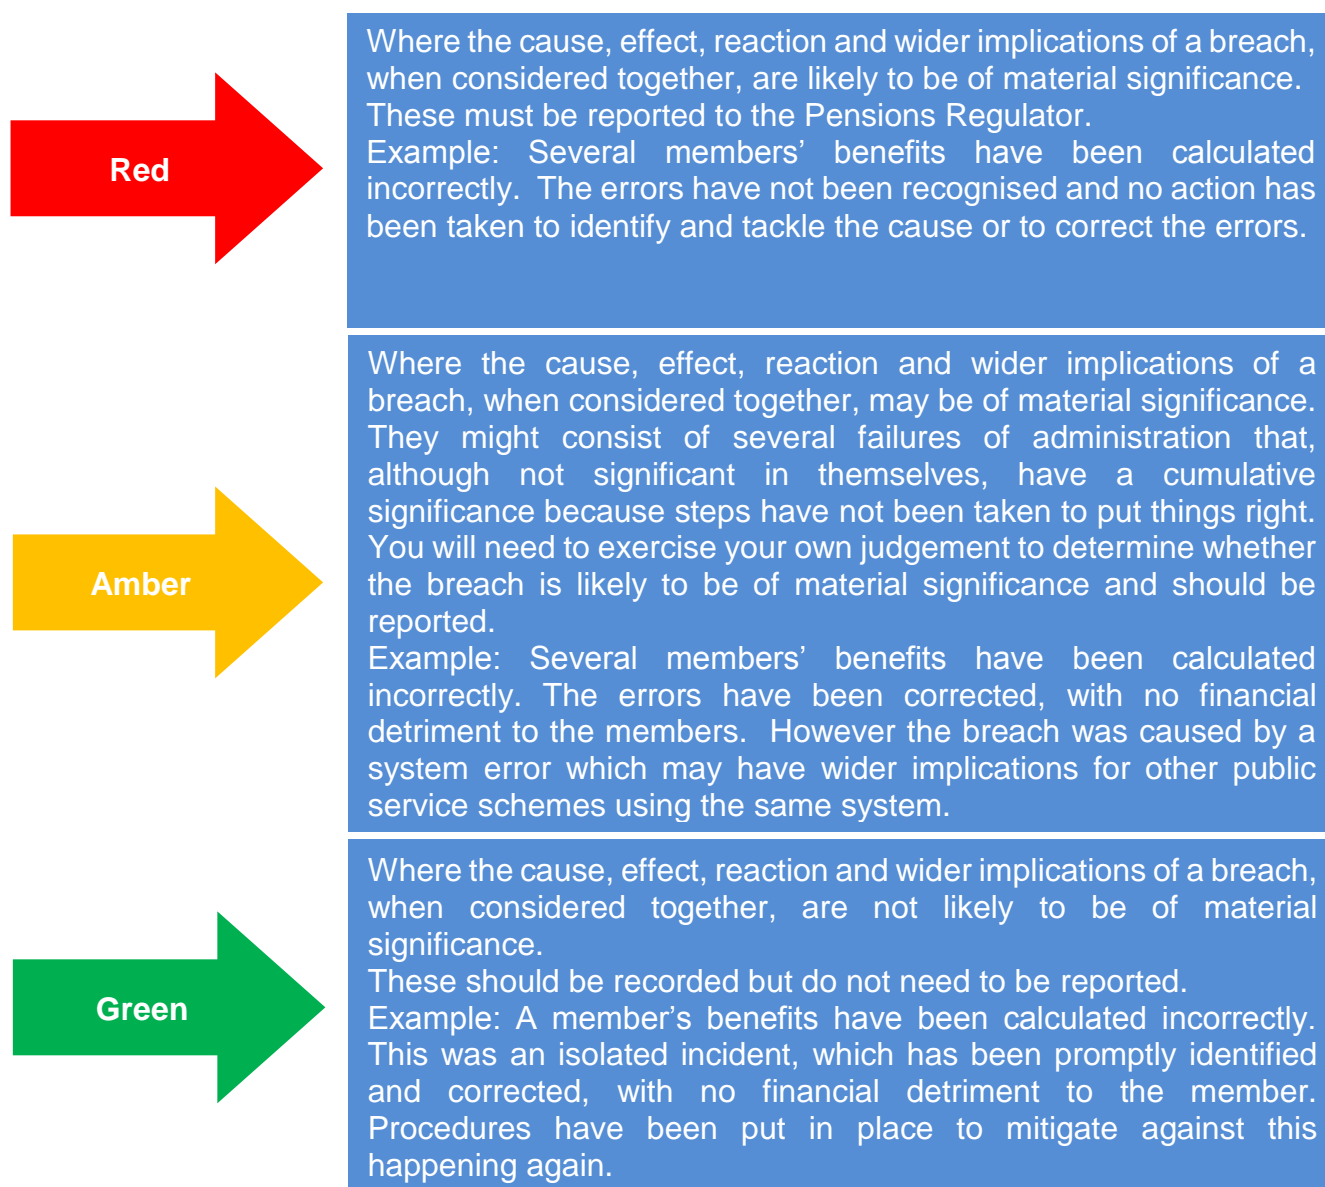 Red
Where the cause, effect, reaction and wider implications of a breach,
when considered together, are likely to be of material significance.
These must be reported to the Pensions Regulator.
Example: Several members’ benefits have been calculated
incorrectly. The errors have not been recognised and no action has
been taken to identify and tackle the cause or to correct the errors.
Amber
Where the cause, effect, reaction and wider implications of a
breach, when considered together, may be of material significance.
They might consist of several failures of administration that,
although not significant in themselves, have a cumulative
significance because steps have not been taken to put things right.
You will need to exercise your own judgement to determine whether
the breach is likely to be of material significance and should be
reported.
Example: Several members’ benefits have been calculated
incorrectly. The errors have been corrected, with no financial
detriment to the members. However the breach was caused by a
system error which may have wider implications for other public
service schemes using the same system.
Green
Where the cause, effect, reaction and wider implications of a breach,
when considered together, are not likely to be of material
significance.
These should be recorded but do not need to be reported.
Example: A member’s benefits have been calculated incorrectly.
This was an isolated incident, which has been promptly identified
and corrected, with no financial detriment to the member.
Procedures have been put in place to mitigate against this
happening again.